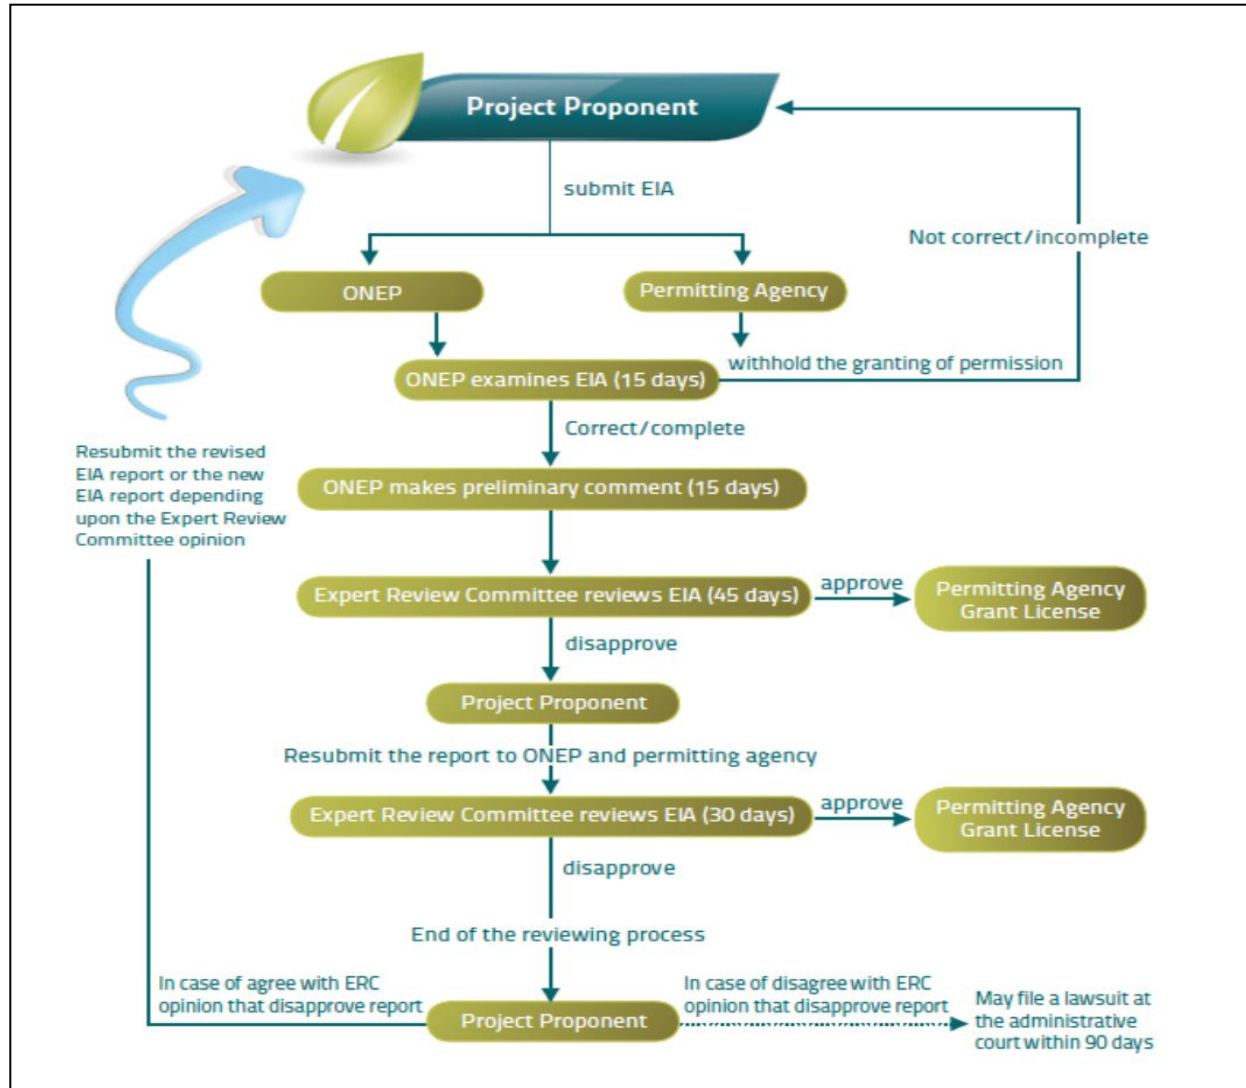 Project Proponent
submit EIA
Not correct/incomplete
ONEP
Permitting Agency
withhold the granting of permission
ONEP examines EIA (15 days)
Correct/complete
Resubmit the revised
EIA report or the new
EIA report depending
upon the Expert Review
Committee opinion
ONEP makes preliminary comment (15 days)
Expert Review Committee reviews EIA (45 days)
approve
Permitting Agency
Grant License
disapprove
Project Proponent
Resubmit the report to ONEP and permitting agency
Expert Review Committee reviews EIA (30 days)
approve
Permitting Agency
Grant License
disapprove
End of the reviewing process
In case of agree with ERC
opinion that disapprove report
Project Proponent
In case of disagree with ERC
opinion that disapprove report
May file a lawsuit at
the administrative
court within 90 days